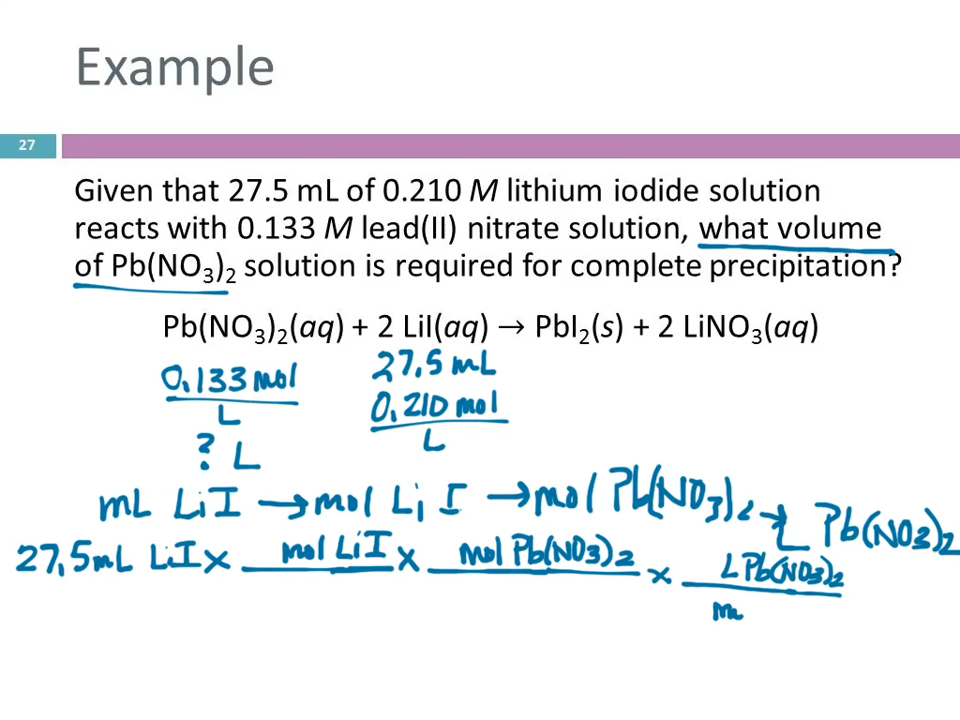 Example
27
Given that 27.5 mL of 0.210 M lithium iodide solution
reacts with 0.133 M lead(II) nitrate solution, what volume
of Pb(NO₃)₂ solution is required for complete precipitation?
Pb(NO₃)₂(aq) + 2 LiI(aq) → PbI₂(s) + 2 LiNO₃(aq)
0.133 mol 27.5 mL
L 0.210 mol
? L L
mL LiI → mol LiI → mol Pb(NO₃)₂ → L Pb(NO₃)₂
27.5 mL LiI × mol LiI × mol Pb(NO₃)₂ × L Pb(NO₃)₂
m